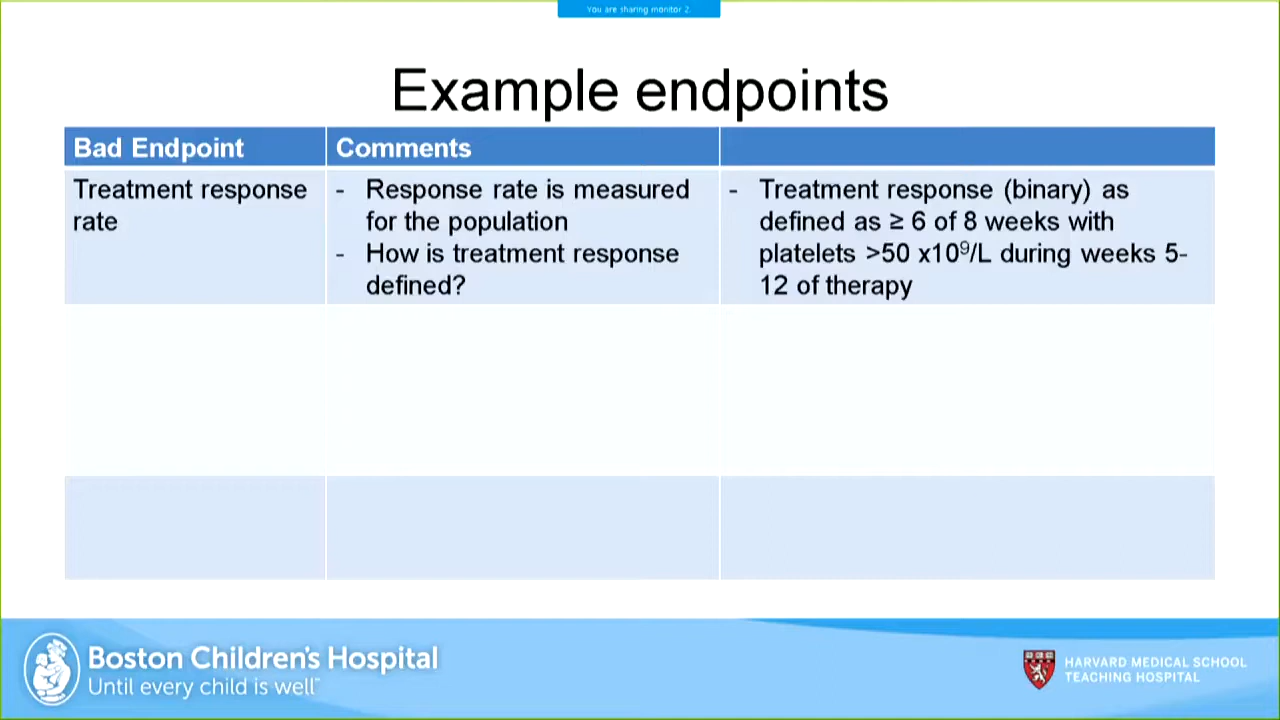 You are sharing monitor 2.
Example endpoints
Bad Endpoint
Comments
Treatment response
rate
- Response rate is measured
for the population
- How is treatment response
defined?
- Treatment response (binary) as
defined as ≥ 6 of 8 weeks with
platelets >50 x10⁹/L during weeks 5-
12 of therapy
Boston Children's Hospital
Until every child is well™
HARVARD MEDICAL SCHOOL
TEACHING HOSPITAL